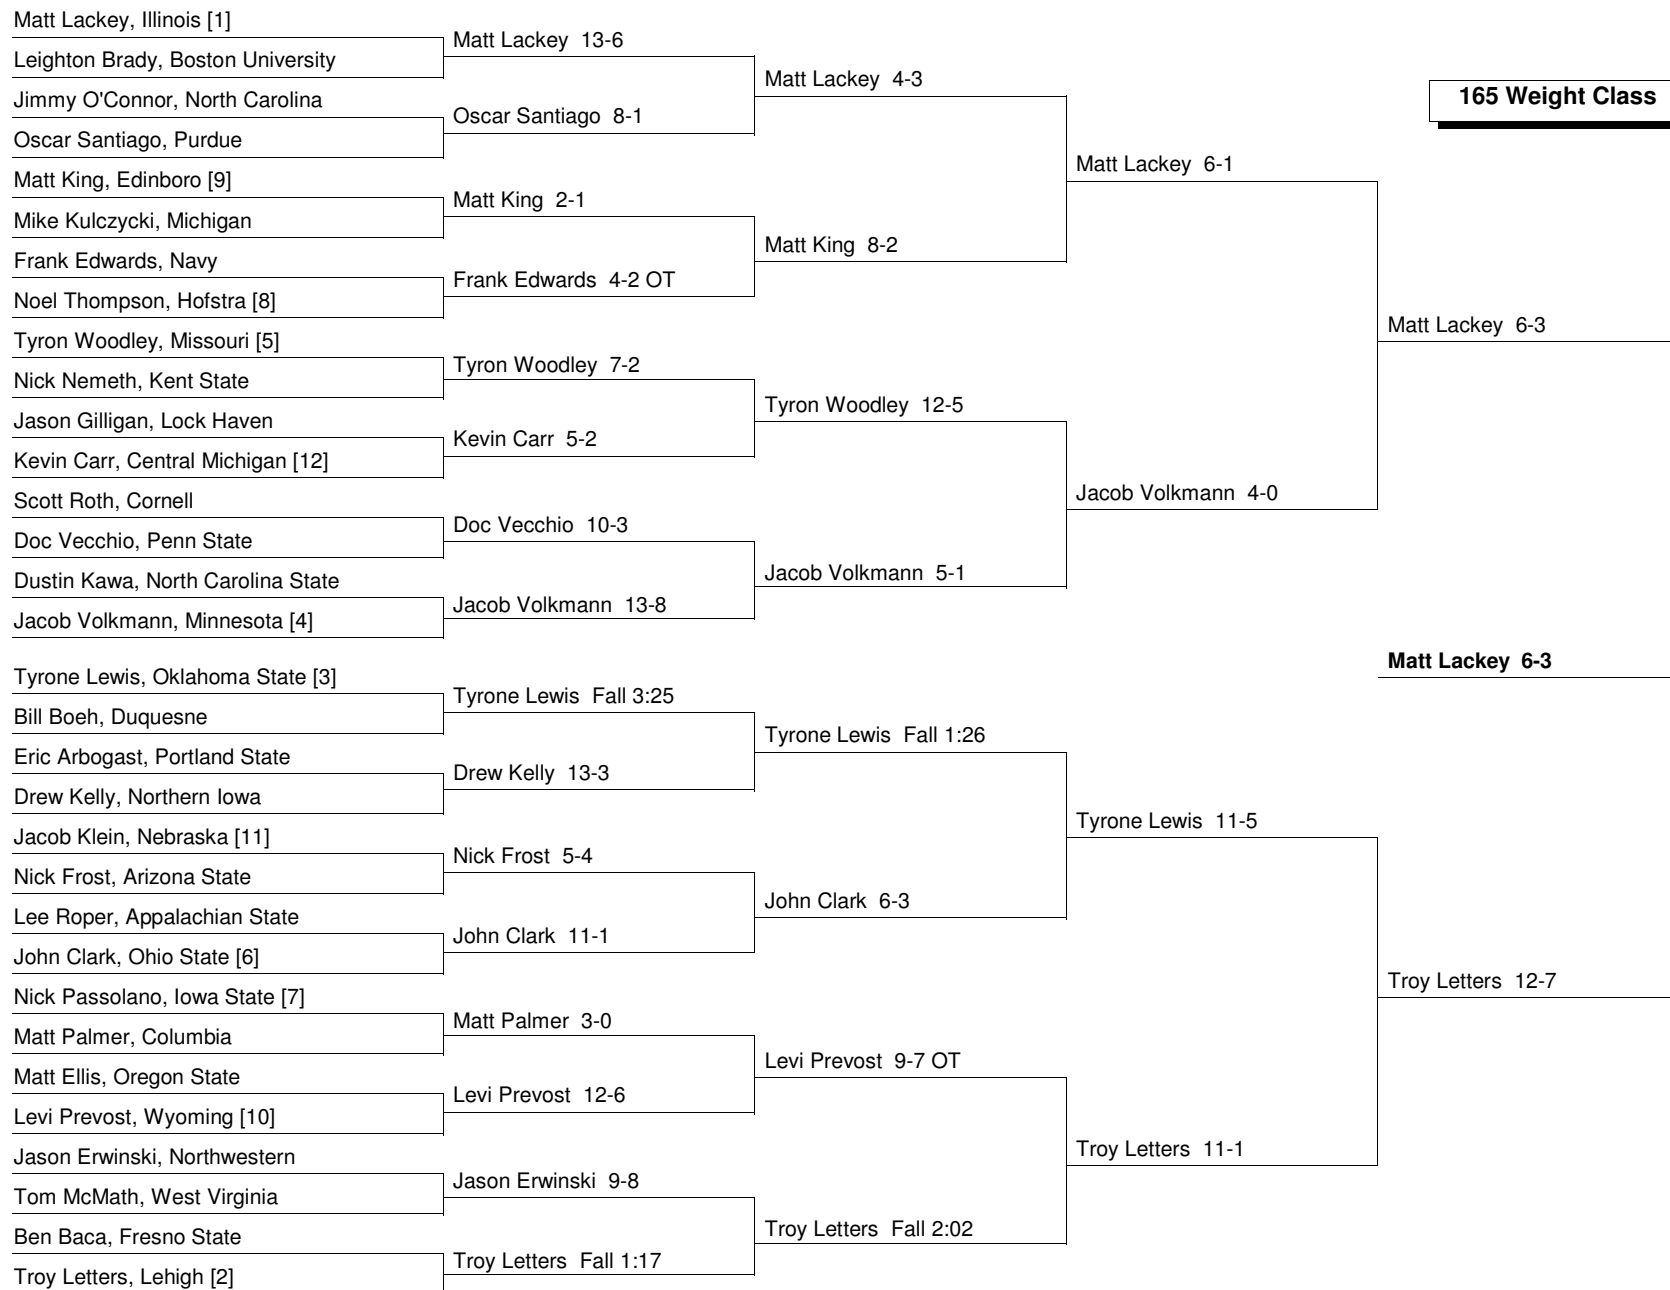 Matt Lackey, Illinois [1]
Leighton Brady, Boston University
Jimmy O'Connor, North Carolina
Oscar Santiago, Purdue
Matt King, Edinboro [9]
Mike Kulczycki, Michigan
Frank Edwards, Navy
Noel Thompson, Hofstra [8]
Tyron Woodley, Missouri [5]
Nick Nemeth, Kent State
Jason Gilligan, Lock Haven
Kevin Carr, Central Michigan [12]
Scott Roth, Cornell
Doc Vecchio, Penn State
Dustin Kawa, North Carolina State
Jacob Volkmann, Minnesota [4]
Tyrone Lewis, Oklahoma State [3]
Bill Boeh, Duquesne
Eric Arbogast, Portland State
Drew Kelly, Northern Iowa
Jacob Klein, Nebraska [11]
Nick Frost, Arizona State
Lee Roper, Appalachian State
John Clark, Ohio State [6]
Nick Passolano, Iowa State [7]
Matt Palmer, Columbia
Matt Ellis, Oregon State
Levi Prevost, Wyoming [10]
Jason Erwinski, Northwestern
Tom McMath, West Virginia
Ben Baca, Fresno State
Troy Letters, Lehigh [2]
Matt Lackey 13-6
Oscar Santiago 8-1
Matt King 2-1
Frank Edwards 4-2 OT
Tyron Woodley 7-2
Kevin Carr 5-2
Doc Vecchio 10-3
Jacob Volkmann 13-8
Tyrone Lewis Fall 3:25
Drew Kelly 13-3
Nick Frost 5-4
John Clark 11-1
Matt Palmer 3-0
Levi Prevost 12-6
Jason Erwinski 9-8
Troy Letters Fall 1:17
Matt Lackey 4-3
Matt King 8-2
Tyron Woodley 12-5
Jacob Volkmann 5-1
Tyrone Lewis Fall 1:26
John Clark 6-3
Levi Prevost 9-7 OT
Troy Letters Fall 2:02
Matt Lackey 6-1
Jacob Volkmann 4-0
Tyrone Lewis 11-5
Troy Letters 11-1
165 Weight Class
Matt Lackey 6-3
Matt Lackey 6-3
Troy Letters 12-7